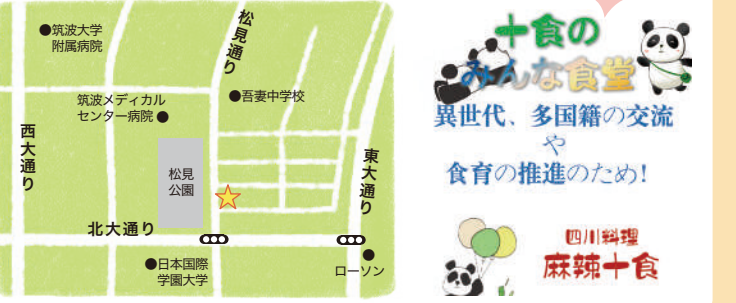 松見通り
●筑波大学
附属病院
筑波メディカル
センター病院●
●吾妻中学校
西大通り
松見
公園
東大通り
北大通り
●日本国際
学園大学
●
ローソン
十食の
みんな食堂
異世代、多国籍の交流
や
食育の推進のため!
四川料理
麻辣十食